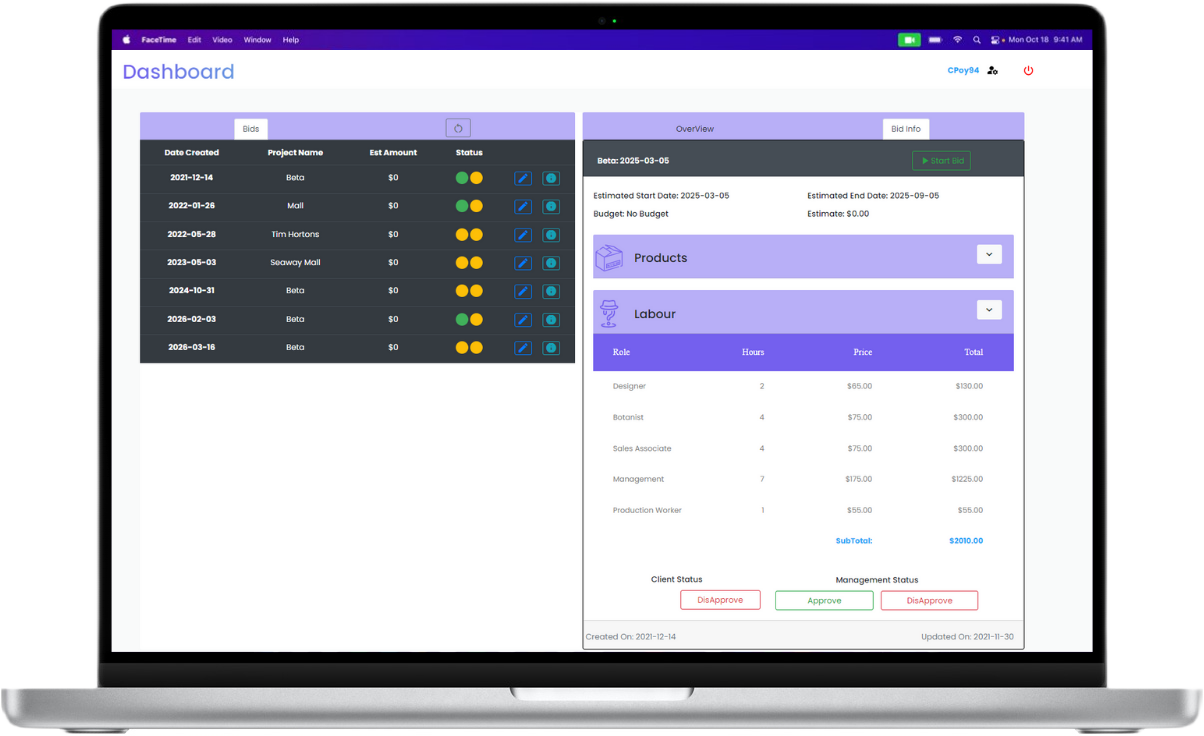 FaceTime Edit Video Window Help Mon Oct 18 9:41 AM
Dashboard
CPoy94
Bids
Date Created Project Name Est Amount Status
2021-12-14 Beta $0
2022-01-26 Mall $0
2022-05-28 Tim Hortons $0
2023-05-03 Seaway Mall $0
2024-10-31 Beta $0
2026-02-03 Beta $0
2026-03-16 Beta $0
OverView Bid Info
Beta: 2025-03-05 Start Bid
Estimated Start Date: 2025-03-05 Estimated End Date: 2025-09-05
Budget: No Budget Estimate: $0.00
Products
Labour
Role Hours Price Total
Designer 2 $65.00 $130.00
Botanist 4 $75.00 $300.00
Sales Associate 4 $75.00 $300.00
Management 7 $175.00 $1225.00
Production Worker 1 $55.00 $55.00
SubTotal: $2010.00
Client Status Management Status
DisApprove Approve DisApprove
Created On: 2021-12-14 Updated On: 2021-11-30